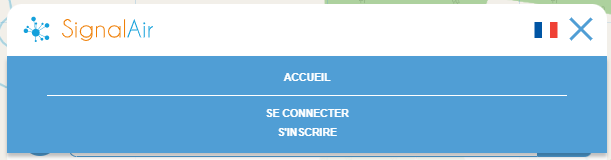 SignalAir
ACCUEIL
SE CONNECTER
S'INSCRIRE